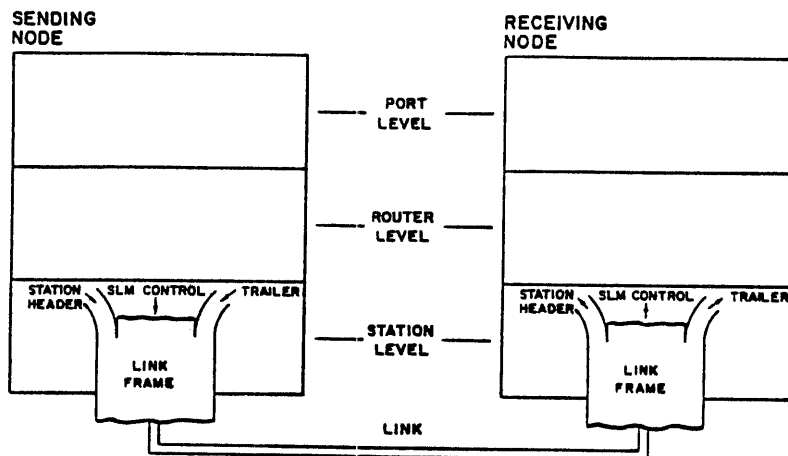 SENDING
NODE
RECEIVING
NODE
PORT
LEVEL
ROUTER
LEVEL
STATION
HEADER
SLM CONTROL
TRAILER
STATION
HEADER
SLM CONTROL
TRAILER
STATION
LEVEL
LINK
FRAME
LINK
FRAME
LINK